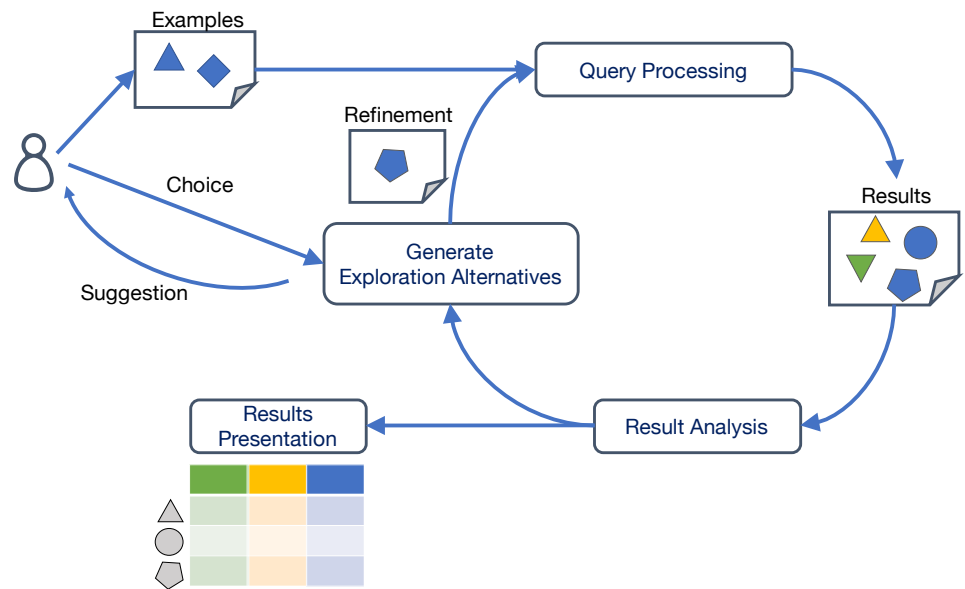 Examples
Query Processing
Refinement
Choice
Results
Generate
Exploration Alternatives
Suggestion
Results
Presentation
Result Analysis